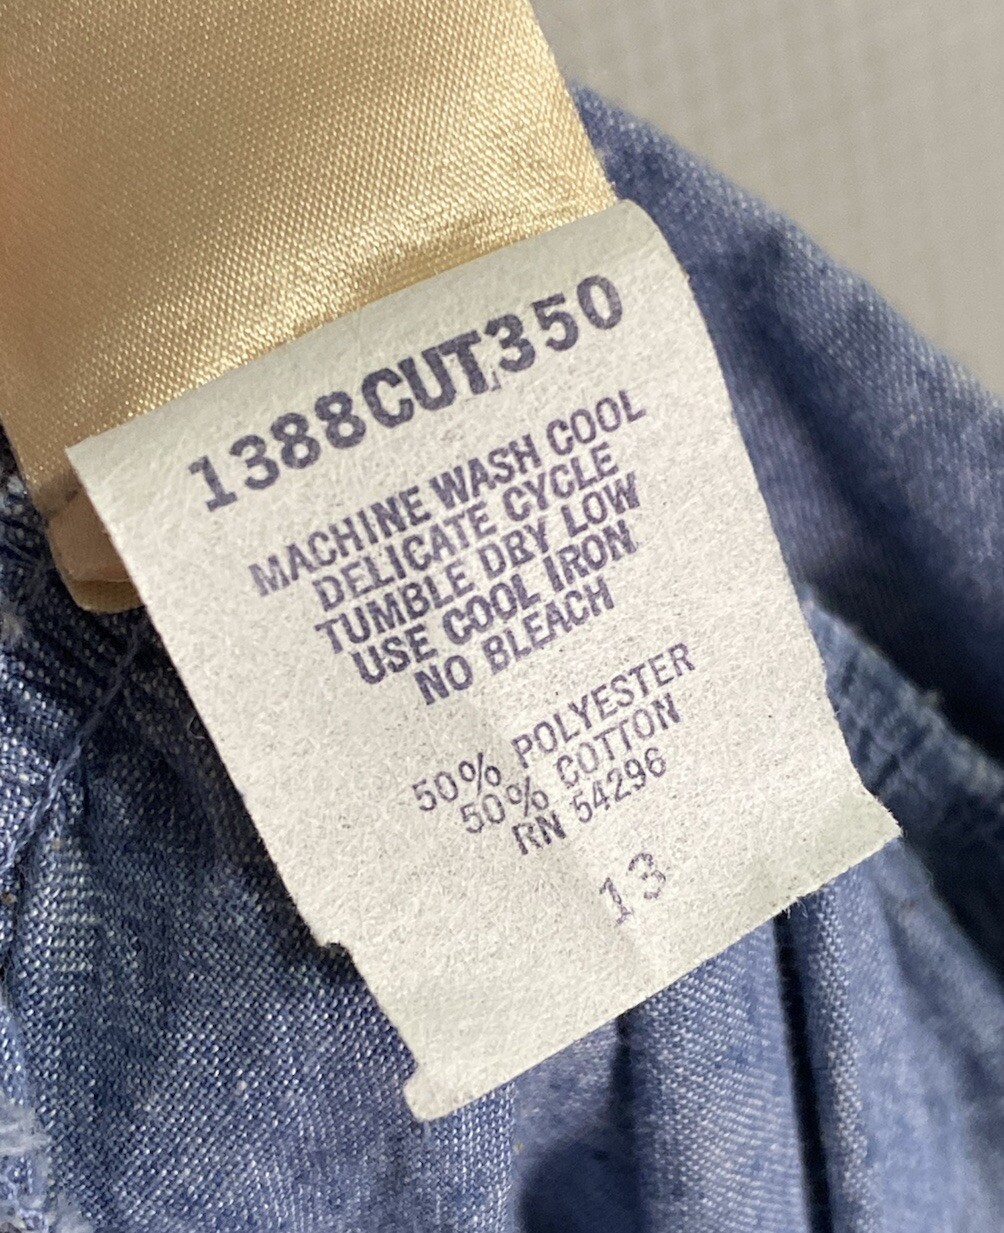 1388CUT350
MACHINE WASH COOL
DELICATE CYCLE
TUMBLE DRY LOW
USE COOL IRON
NO BLEACH
50% POLYESTER
50% COTTON
RN 54296
13